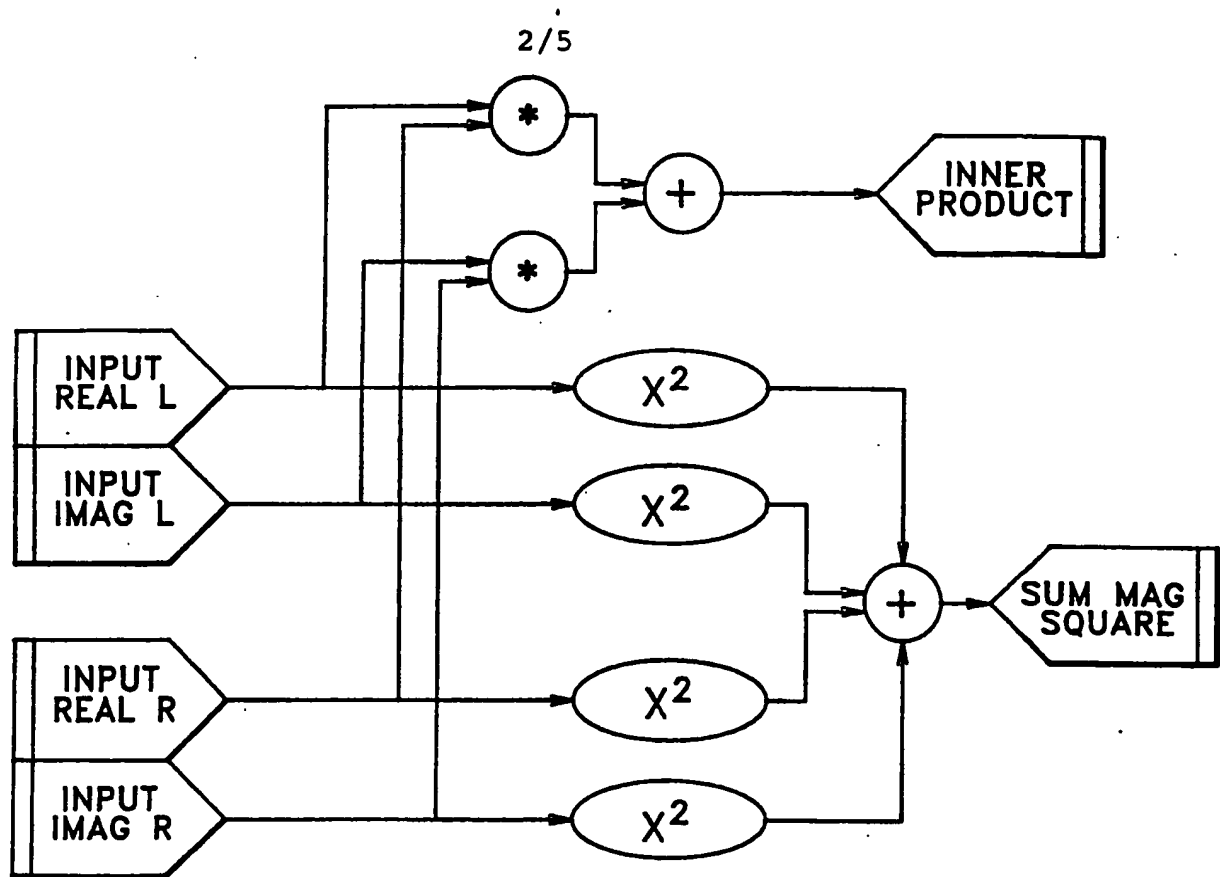 2/5
*
+
INNER
PRODUCT
*
INPUT
REAL L
X²
INPUT
IMAG L
X²
+
SUM MAG
SQUARE
INPUT
REAL R
X²
INPUT
IMAG R
X²